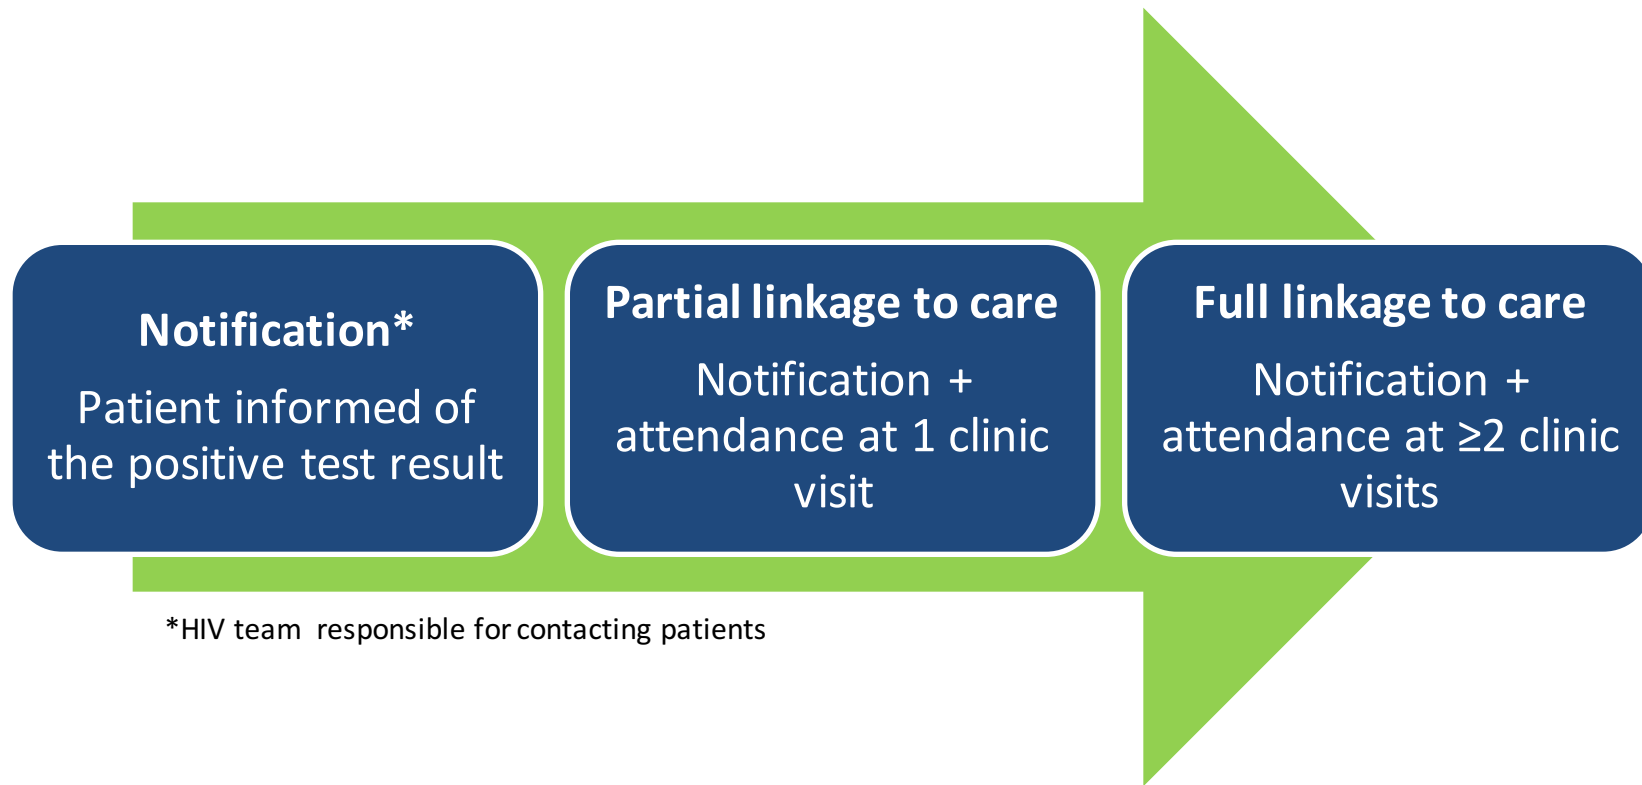 Notification*
Patient informed of
the positive test result
Partial linkage to care
Notification +
attendance at 1 clinic
visit
Full linkage to care
Notification +
attendance at ≥2 clinic
visits
*HIV team responsible for contacting patients